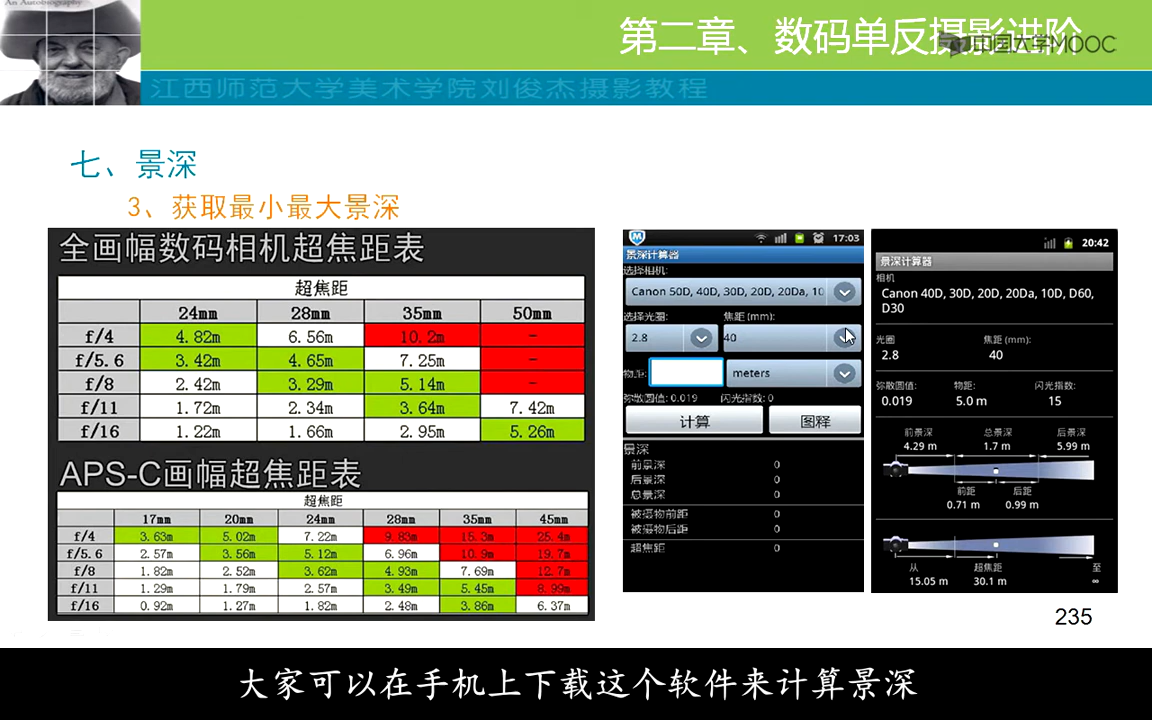 An Autobiography
第二章、数码单反摄影进阶
中国大学MOOC
江西师范大学美术学院刘俊杰摄影教程
七、景深
3、获取最小最大景深
全画幅数码相机超焦距表
超焦距
24mm 28mm 35mm 50mm
f/4 4.82m 6.56m 10.2m -
f/5.6 3.42m 4.65m 7.25m -
f/8 2.42m 3.29m 5.14m -
f/11 1.72m 2.34m 3.64m 7.42m
f/16 1.22m 1.66m 2.95m 5.26m
APS-C画幅超焦距表
超焦距
17mm 20mm 24mm 28mm 35mm 45mm
f/4 3.63m 5.02m 7.22m 9.83m 15.3m 25.4m
f/5.6 2.57m 3.56m 5.12m 6.96m 10.9m 19.7m
f/8 1.82m 2.52m 3.62m 4.93m 7.69m 12.7m
f/11 1.29m 1.79m 2.57m 3.49m 5.45m 8.99m
f/16 0.92m 1.27m 1.82m 2.48m 3.86m 6.37m
17:03
景深计算器
选择相机:
Canon 50D, 40D, 30D, 20D, 20Da, 10
选择光圈: 焦距 (mm):
2.8 40
物距: meters
弥散圆值: 0.019 闪光指数: 0
计算 图释
景深
前景深 0
后景深 0
总景深 0
被摄物前距 0
被摄物后距 0
超焦距 0
20:42
景深计算器
相机
Canon 40D, 30D, 20D, 20Da, 10D, D60,
D30
光圈 焦距 (mm):
2.8 40
弥散圆值: 物距: 闪光指数:
0.019 5.0 m 15
前景深 总景深 后景深
4.29 m 1.7 m 5.99 m
前距 后距
0.71 m 0.99 m
从 超焦距 至
15.05 m 30.1 m ∞
235
大家可以在手机上下载这个软件来计算景深